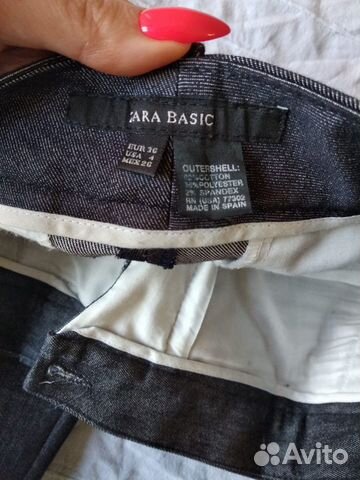 ZARA BASIC
EUR 36
USA 4
MEX 26
OUTERSHELL:
COTTON
POLYESTER
2% SPANDEX
RN (USA) 77302
MADE IN
SPAIN
Avito